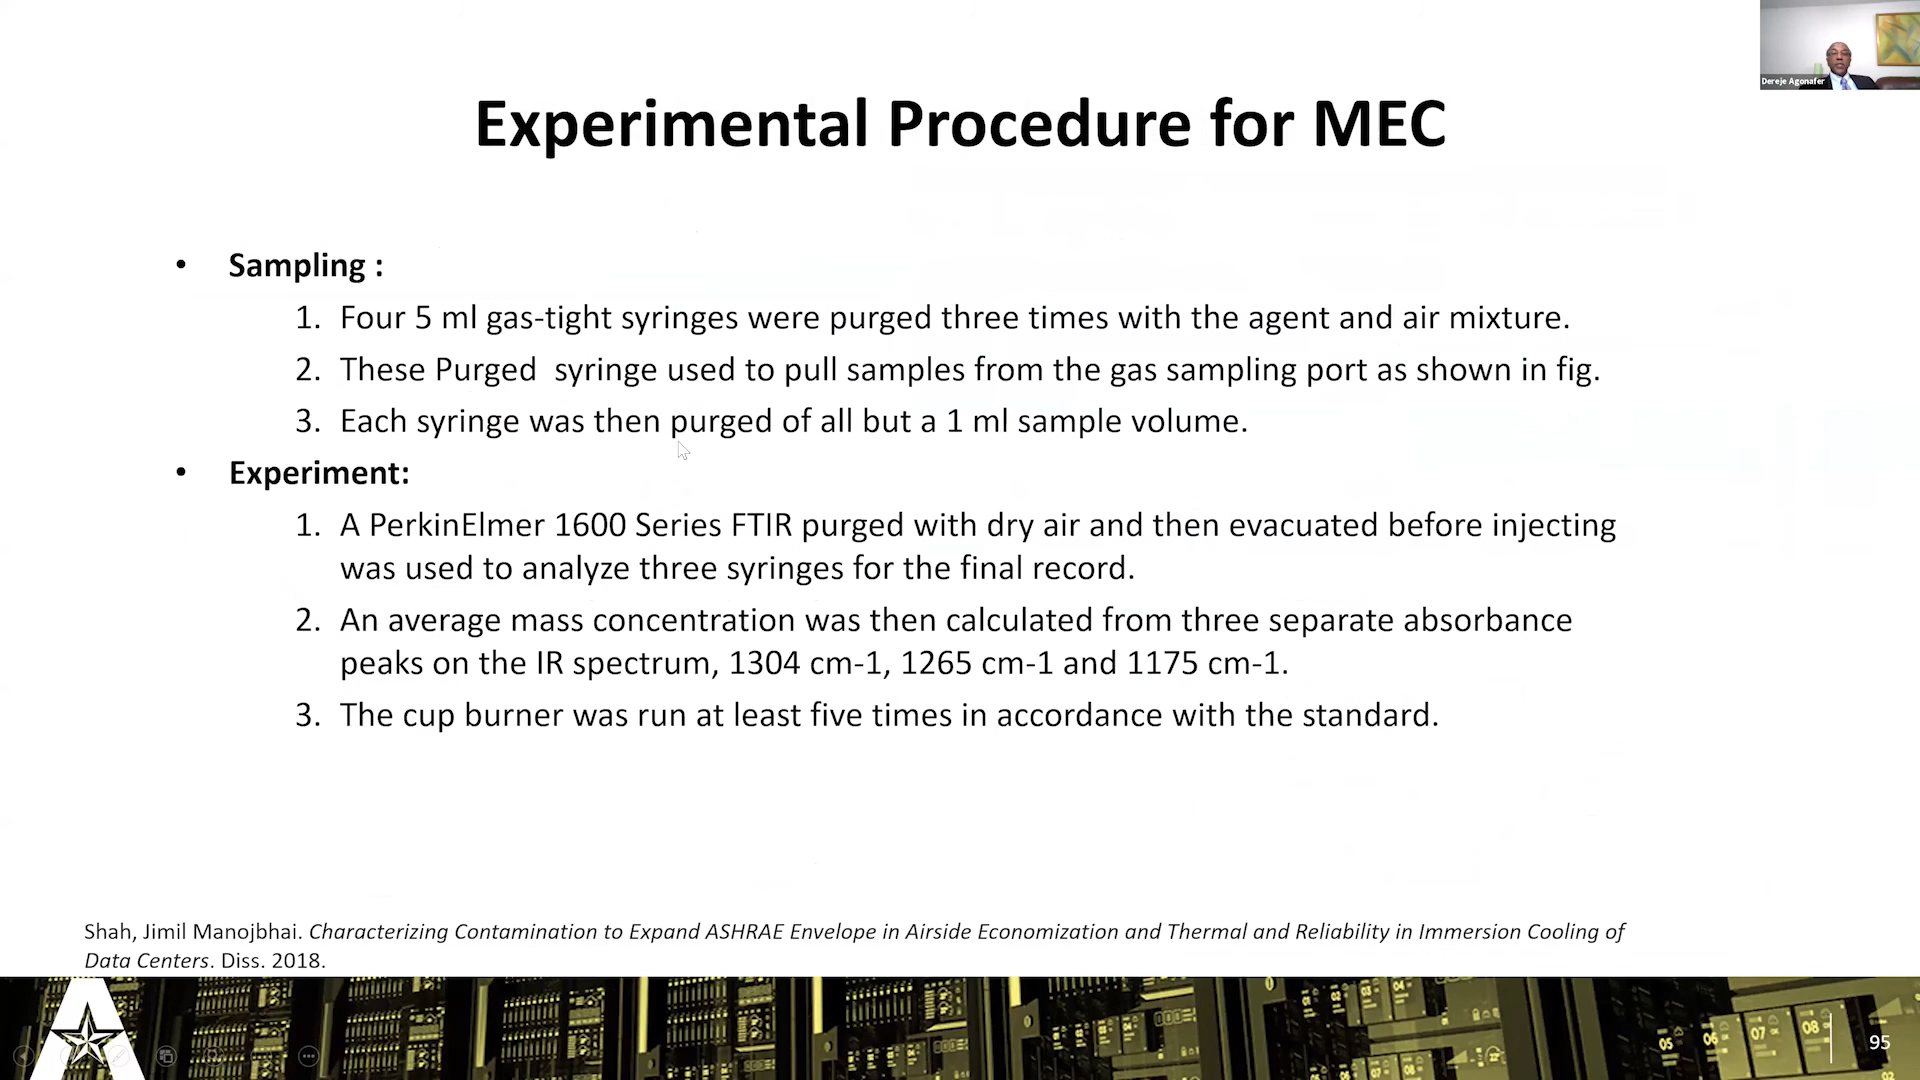 Dereje Agonafer
Experimental Procedure for MEC
• Sampling :
1. Four 5 ml gas-tight syringes were purged three times with the agent and air mixture.
2. These Purged  syringe used to pull samples from the gas sampling port as shown in fig.
3. Each syringe was then purged of all but a 1 ml sample volume.
• Experiment:
1. A PerkinElmer 1600 Series FTIR purged with dry air and then evacuated before injecting
was used to analyze three syringes for the final record.
2. An average mass concentration was then calculated from three separate absorbance
peaks on the IR spectrum, 1304 cm-1, 1265 cm-1 and 1175 cm-1.
3. The cup burner was run at least five times in accordance with the standard.
Shah, Jimil Manojbhai. Characterizing Contamination to Expand ASHRAE Envelope in Airside Economization and Thermal and Reliability in Immersion Cooling of
Data Centers. Diss. 2018.
05 06 07 08
95